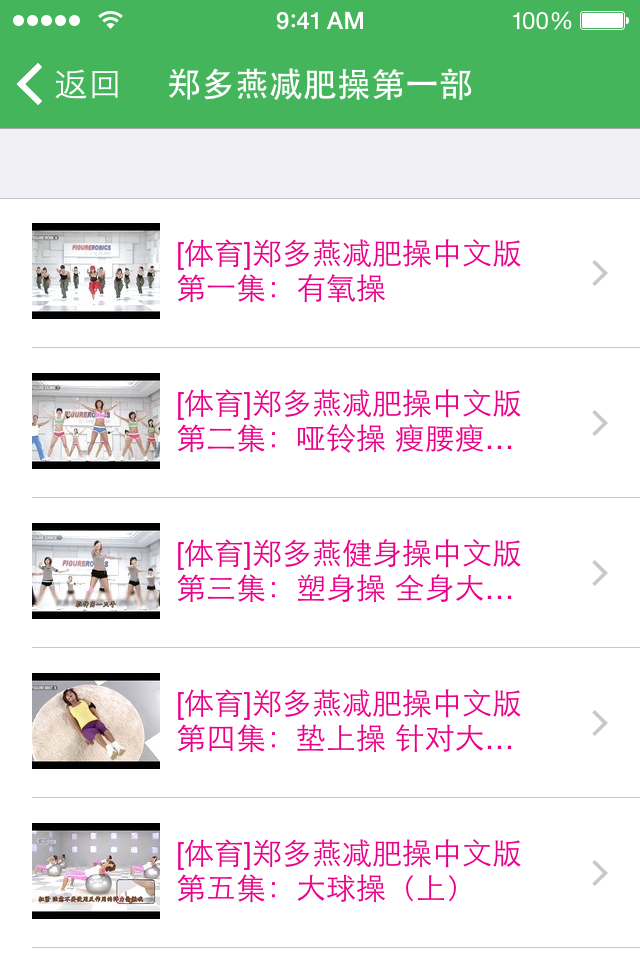 9:41 AM
100%
返回
郑多燕减肥操第一部
FIGUREROBICS
[体育]郑多燕减肥操中文版
第一集：有氧操
FIGUREROBICS
[体育]郑多燕减肥操中文版
第二集：哑铃操 瘦腰瘦…
FIGUREROBICS
[体育]郑多燕健身操中文版
第三集：塑身操 全身大…
[体育]郑多燕减肥操中文版
第四集：垫上操 针对大…
[体育]郑多燕减肥操中文版
第五集：大球操（上）